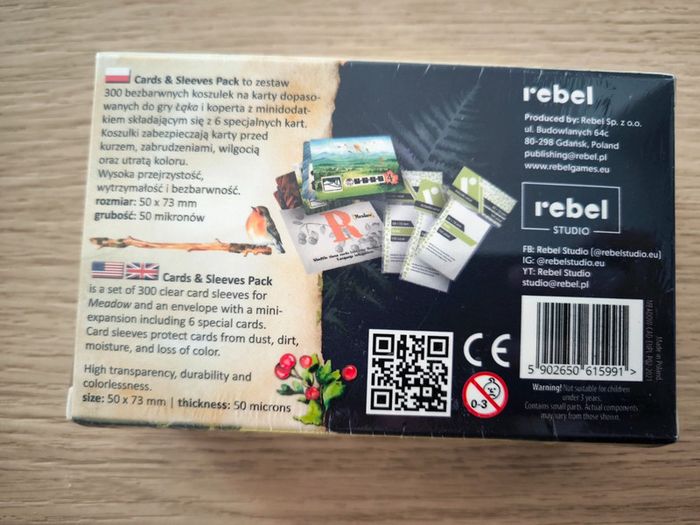 Cards & Sleeves Pack to zestaw
300 bezbarwnych koszulek na karty dopaso-
wanych do gry Łąka i koperta z minidodat-
kiem składającym się z 6 specjalnych kart.
Koszulki zabezpieczają karty przed
kurzem, zabrudzeniami, wilgocią
oraz utratą koloru.
Wysoka przejrzystość,
wytrzymałość i bezbarwność.
rozmiar: 50 x 73 mm
grubość: 50 mikronów
Cards & Sleeves Pack
is a set of 300 clear card sleeves for
Meadow and an envelope with a mini-
expansion including 6 special cards.
Card sleeves protect cards from dust, dirt,
moisture, and loss of color.
High transparency, durability and
colorlessness.
size: 50 x 73 mm | thickness: 50 microns
R
Meadow
rebel
Produced by: Rebel Sp. z o.o.
ul. Budowlanych 64c
80-298 Gdańsk, Poland
publishing@rebel.pl
www.rebelgames.eu
rebel
STUDIO
FB: Rebel Studio [@rebelstudio.eu]
IG: @rebelstudio.eu
YT: Rebel Studio
studio@rebel.pl
CE
0-3
5 902650 615991 >
Made in Poland
Warning! Not suitable for children
under 3 years.
Contains small parts. Actual components
may vary from those shown.